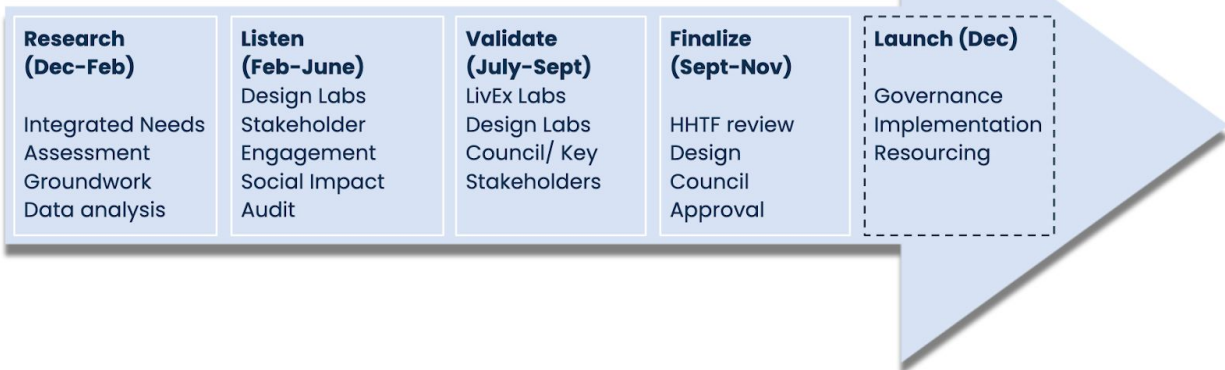 Research
(Dec-Feb)
Integrated Needs
Assessment
Groundwork
Data analysis
Listen
(Feb-June)
Design Labs
Stakeholder
Engagement
Social Impact
Audit
Validate
(July-Sept)
LivEx Labs
Design Labs
Council/ Key
Stakeholders
Finalize
(Sept-Nov)
HHTF review
Design
Council
Approval
Launch (Dec)
Governance
Implementation
Resourcing